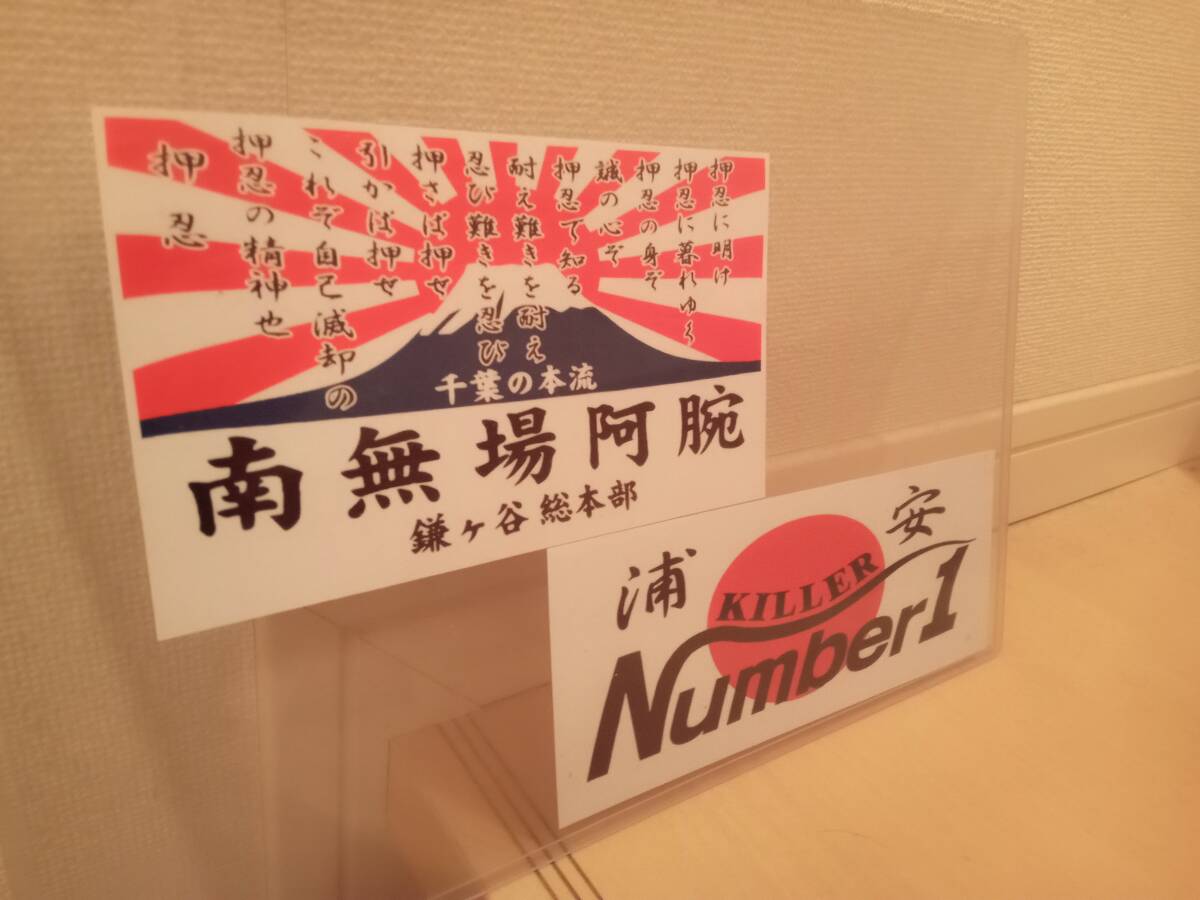 押忍に明け
押忍に暮れゆく
押忍の身ぞ
誠の心ぞ
押忍で知る
耐え難きを耐え
忍び難きを忍び
押さば押せ
引かば押せ
これぞ自己滅却の
押忍の精神也
押忍
千葉の本流
南無場阿腕
鎌ヶ谷総本部
浦安
KILLER
Number1